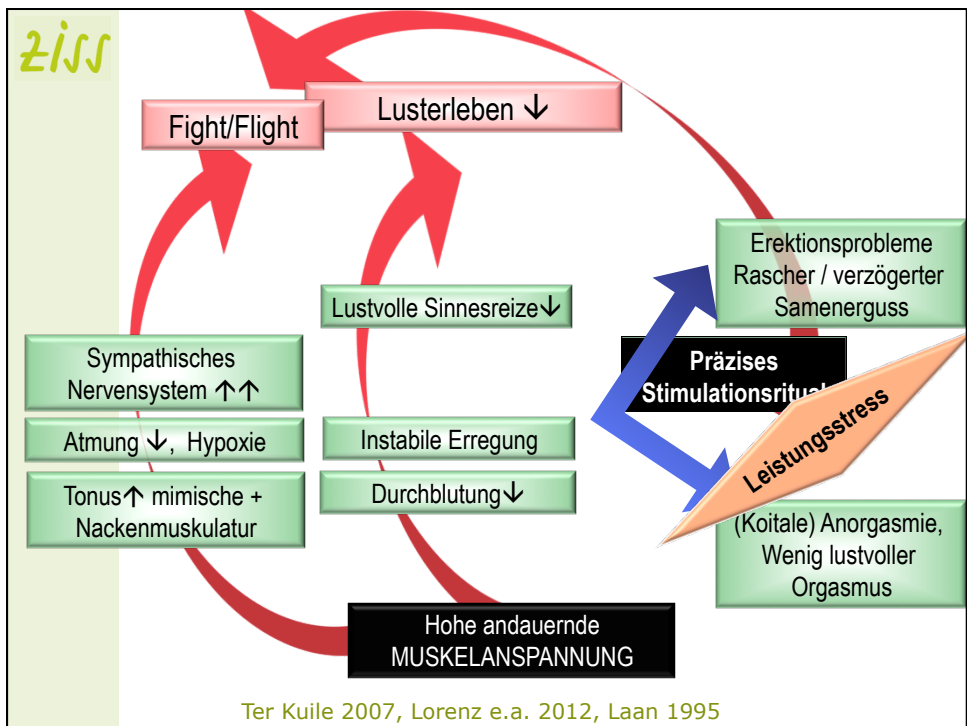 ziss
Fight/Flight
Lusterleben ↓
Lustvolle Sinnesreize↓
Erektionsprobleme
Rascher / verzögerter
Samenerguss
Sympathisches
Nervensystem ↑↑
Präzises
Stimulationsritual
Leistungsstress
Atmung ↓, Hypoxie
Instabile Erregung
Tonus↑ mimische +
Nackenmuskulatur
Durchblutung↓
(Koitale) Anorgasmie,
Wenig lustvoller
Orgasmus
Hohe andauernde
MUSKELANSPANNUNG
Ter Kuile 2007, Lorenz e.a. 2012, Laan 1995